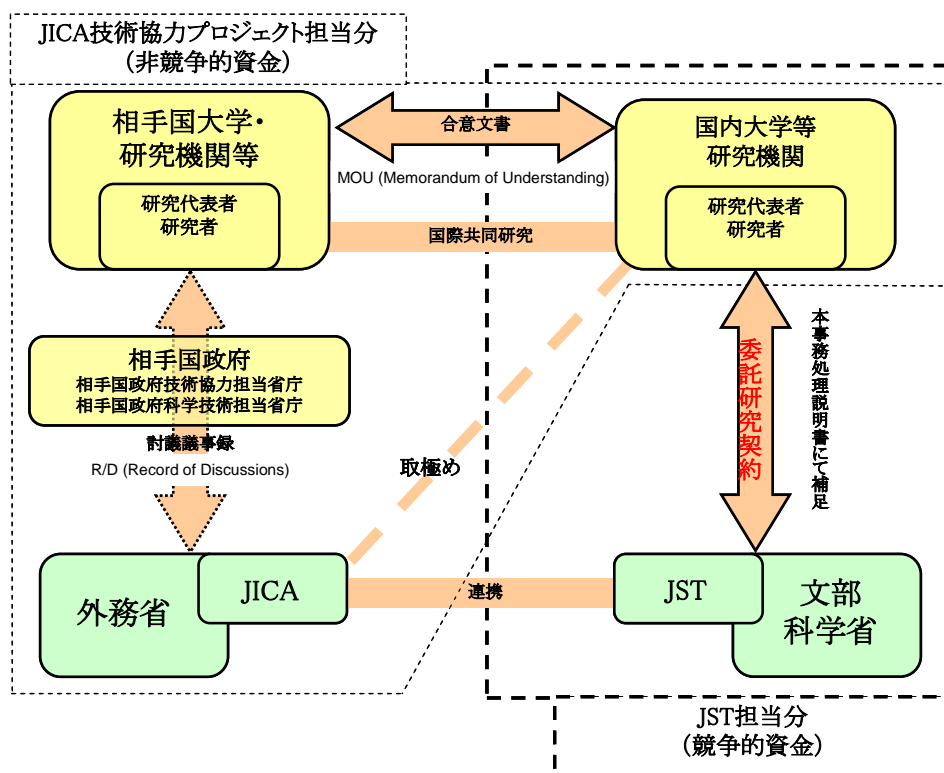 JICA技術協力プロジェクト担当分
（非競争的資金）
相手国大学・
研究機関等
研究代表者
研究者
合意文書
MOU (Memorandum of Understanding)
国際共同研究
国内大学等
研究機関
研究代表者
研究者
相手国政府
相手国政府技術協力担当省庁
相手国政府科学技術担当省庁
討議議事録
R/D (Record of Discussions)
取極め
委託研究契約
本事務処理説明書にて補足
外務省
JICA
連携
JST
文部
科学省
JST担当分
（競争的資金）